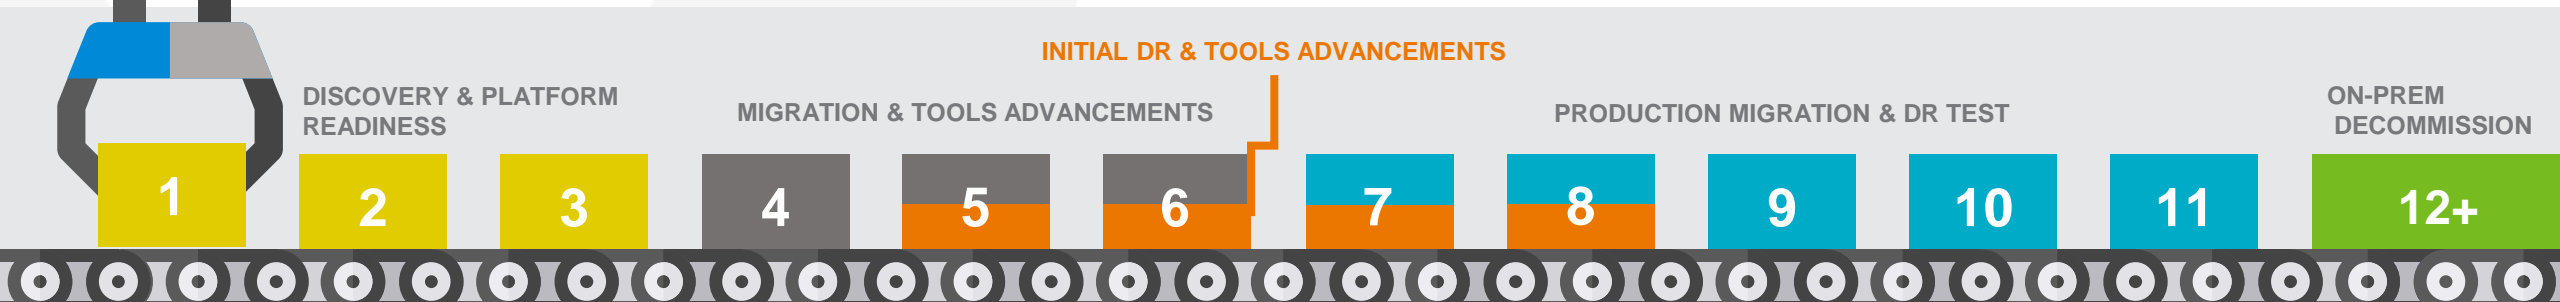 INITIAL DR & TOOLS ADVANCEMENTS
DISCOVERY & PLATFORM
READINESS
MIGRATION & TOOLS ADVANCEMENTS
PRODUCTION MIGRATION & DR TEST
ON-PREM
DECOMMISSION
1
2
3
4
5
6
7
8
9
10
11
12+